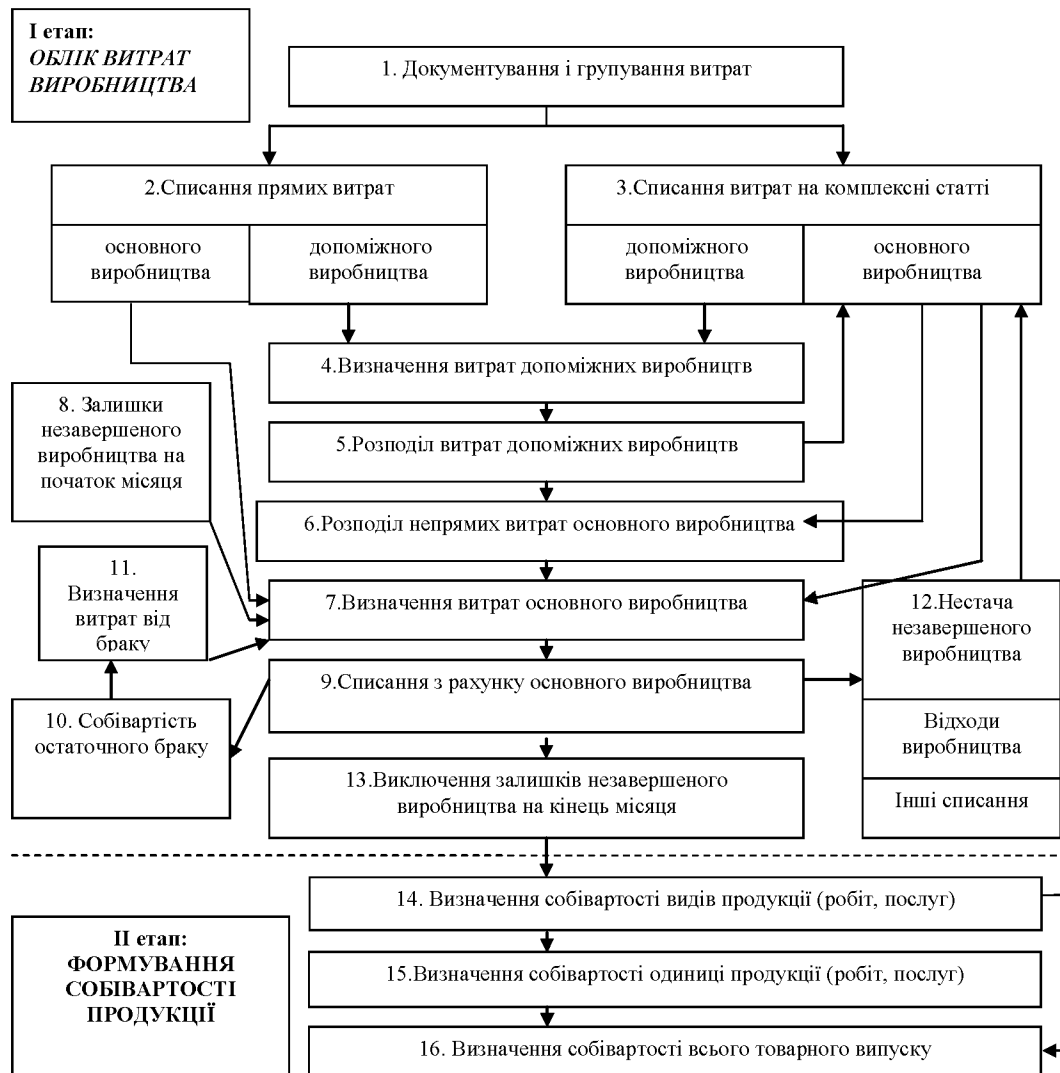 І етап:
ОБЛІК ВИТРАТ
ВИРОБНИЦТВА
1. Документування і групування витрат
2.Списання прямих витрат
основного
виробництва
допоміжного
виробництва
3.Списання витрат на комплексні статті
допоміжного
виробництва
основного
виробництва
4.Визначення витрат допоміжних виробництв
8. Залишки
незавершеного
виробництва на
початок місяця
5.Розподіл витрат допоміжних виробництв
6.Розподіл непрямих витрат основного виробництва
11.
Визначення
витрат від
браку
7.Визначення витрат основного виробництва
12.Нестача
незавершеного
виробництва
9.Списання з рахунку основного виробництва
10. Собівартість
остаточного браку
Відходи
виробництва
13.Виключення залишків незавершеного
виробництва на кінець місяця
Інші списання
14. Визначення собівартості видів продукції (робіт, послуг)
ІІ етап:
ФОРМУВАННЯ
СОБІВАРТОСТІ
ПРОДУКЦІЇ
15.Визначення собівартості одиниці продукції (робіт, послуг)
16. Визначення собівартості всього товарного випуску